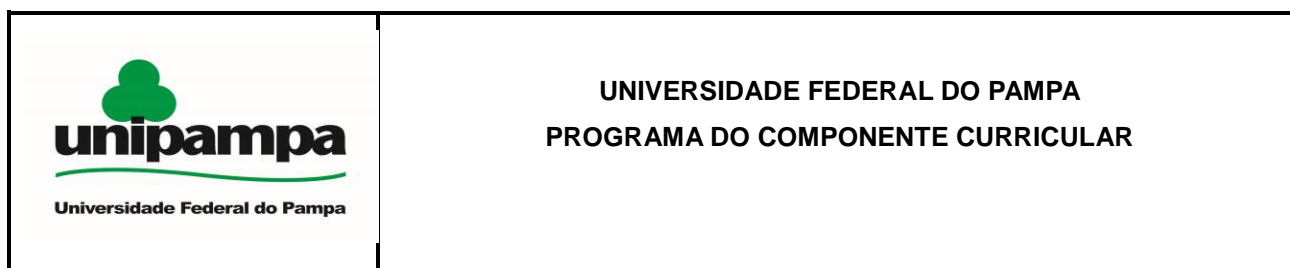 unipampa
Universidade Federal do Pampa
UNIVERSIDADE FEDERAL DO PAMPA
PROGRAMA DO COMPONENTE CURRICULAR